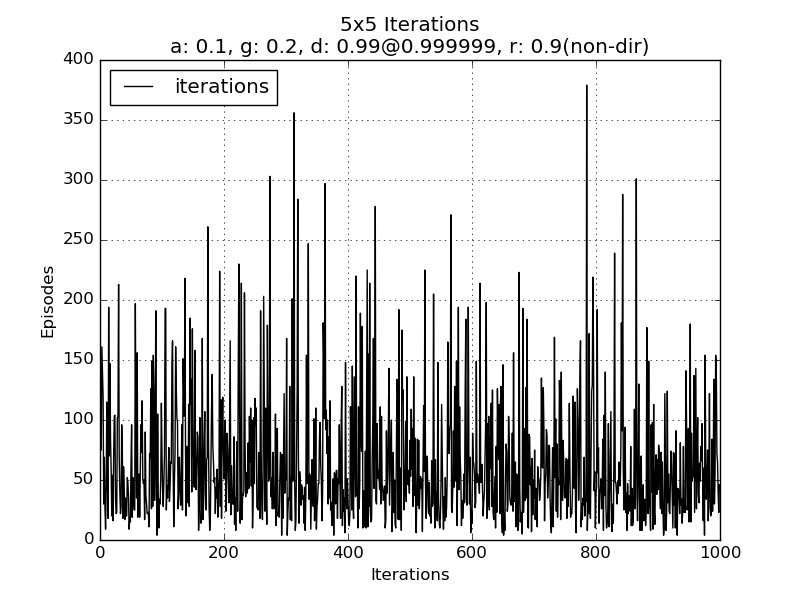 5x5 Iterations
a: 0.1, g: 0.2, d: 0.99@0.999999, r: 0.9(non-dir)
iterations
Episodes
400
350
300
250
200
150
100
50
0
0 200 400 600 800 1000
Iterations